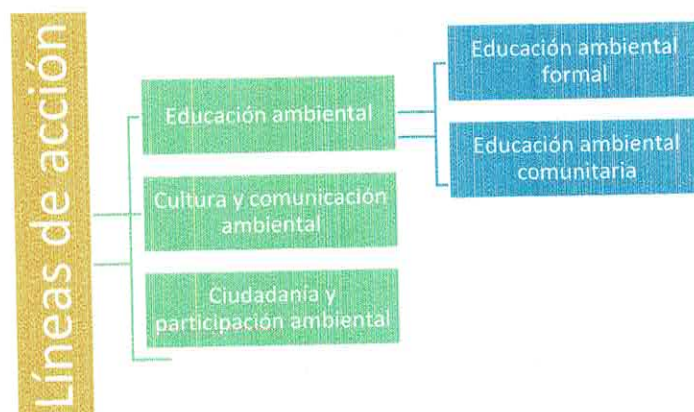 Líneas de acción
Educación ambiental
Educación ambiental
formal
Educación ambiental
comunitaria
Cultura y comunicación
ambiental
Ciudadanía y
participación ambiental